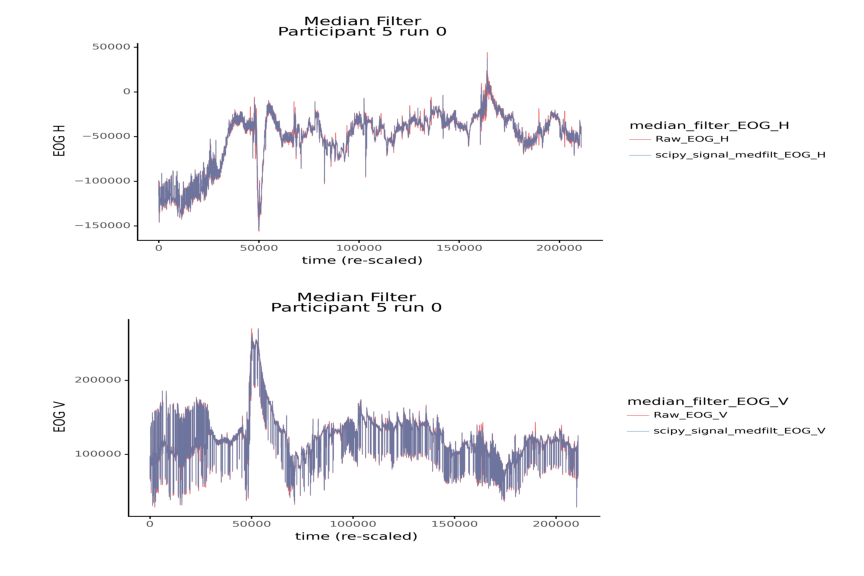 Median Filter
Participant 5 run 0
50000
0
−50000
−100000
−150000
EOG H
0 50000 100000 150000 200000
time (re-scaled)
median_filter_EOG_H
Raw_EOG_H
scipy_signal_medfilt_EOG_H
Median Filter
Participant 5 run 0
200000
100000
EOG V
0 50000 100000 150000 200000
time (re-scaled)
median_filter_EOG_V
Raw_EOG_V
scipy_signal_medfilt_EOG_V